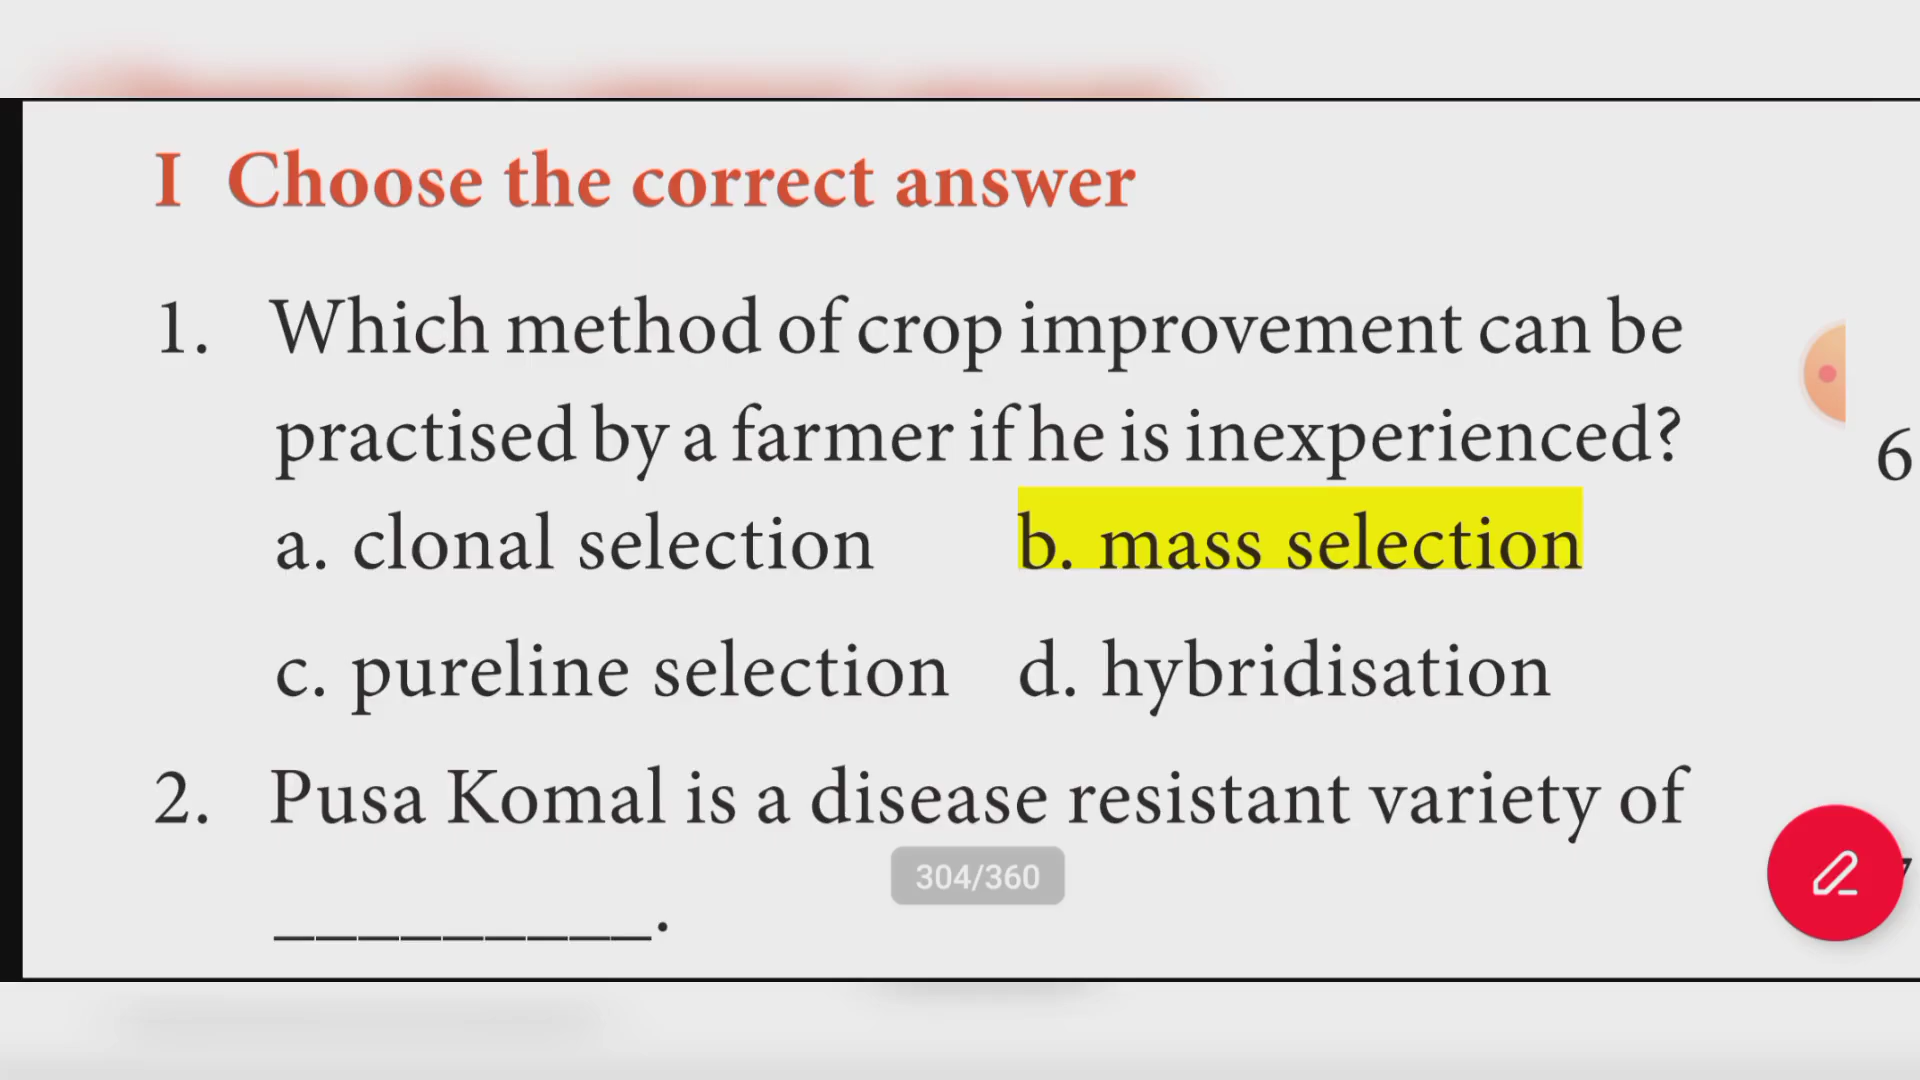 I Choose the correct answer
1. Which method of crop improvement can be
practised by a farmer if he is inexperienced?
a. clonal selection b. mass selection
c. pureline selection d. hybridisation
2. Pusa Komal is a disease resistant variety of
_________.
304/360
6